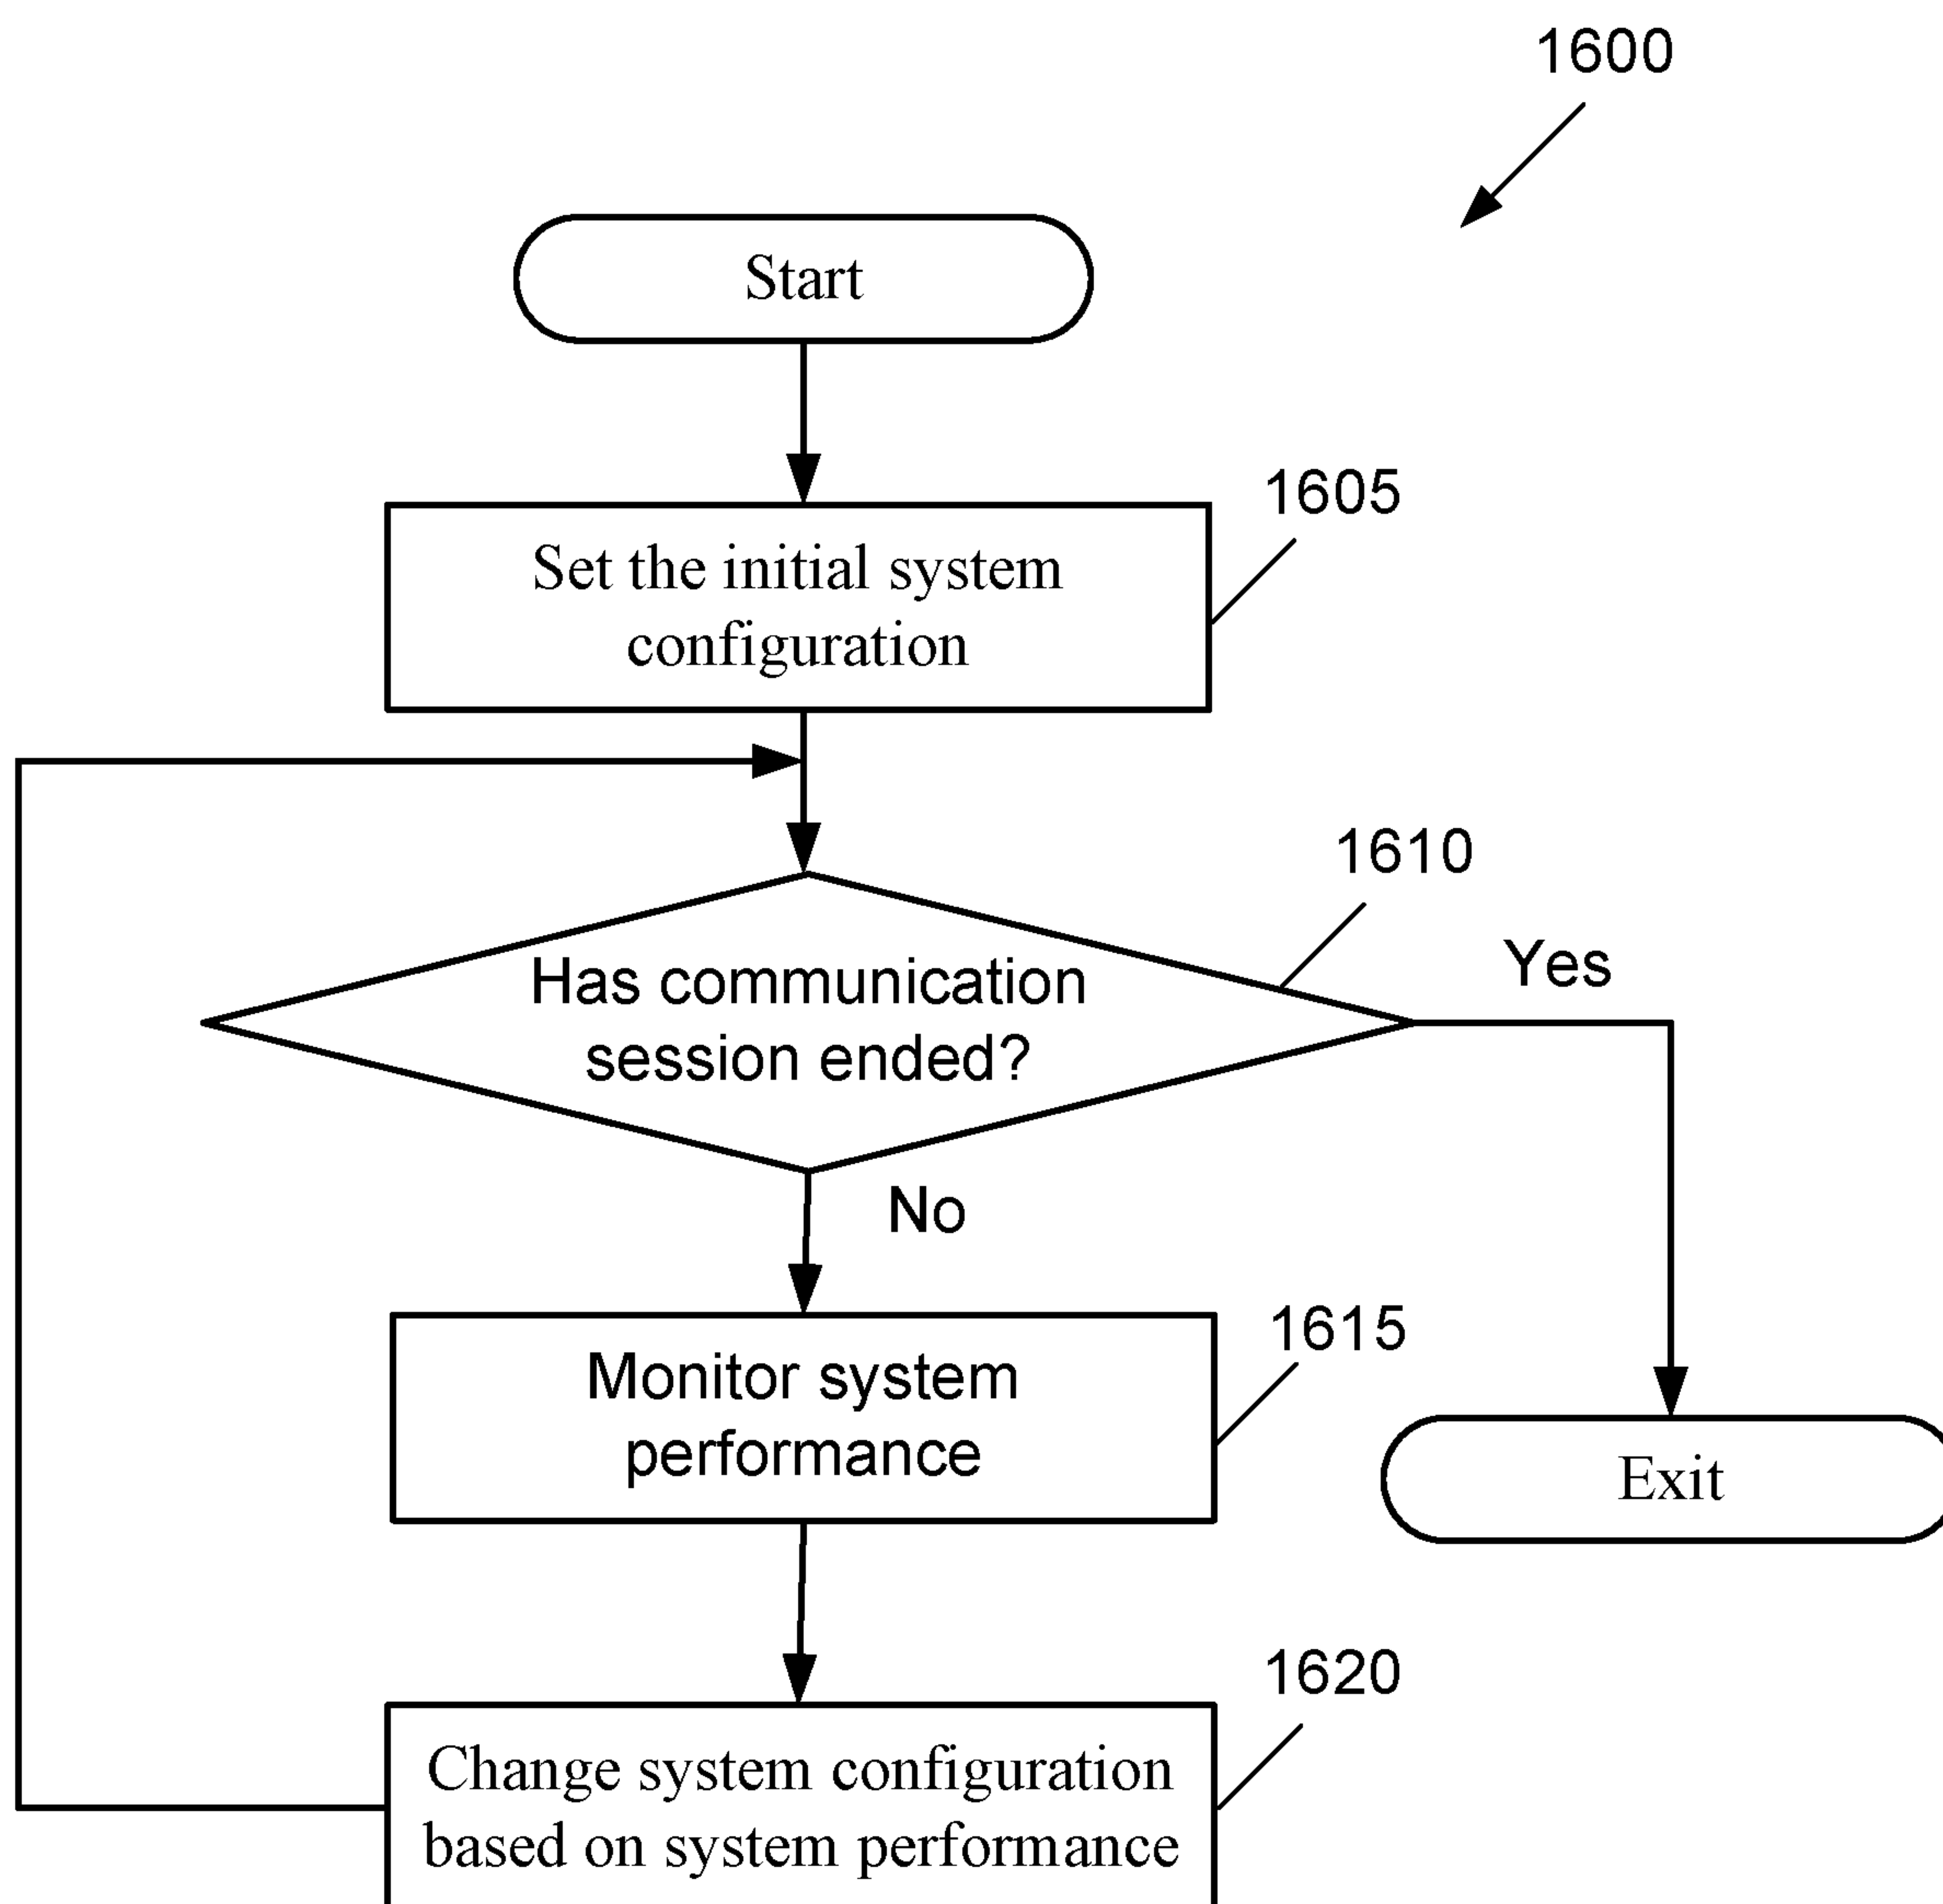 1600
Start
1605
Set the initial system
configuration
1610
Has communication
session ended?
Yes
No
1615
Monitor system
performance
Exit
1620
Change system configuration
based on system performance